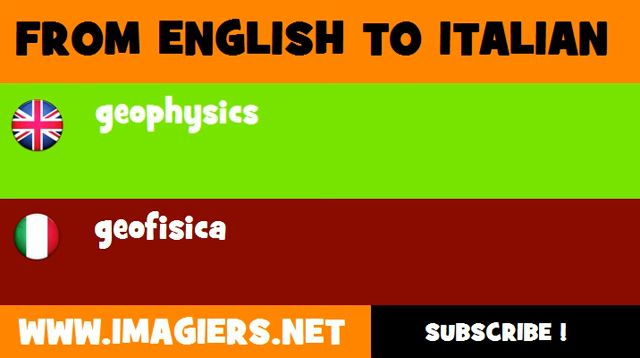 FROM ENGLISH TO ITALIAN
geophysics
geofisica
WWW.IMAGIERS.NET
SUBSCRIBE !